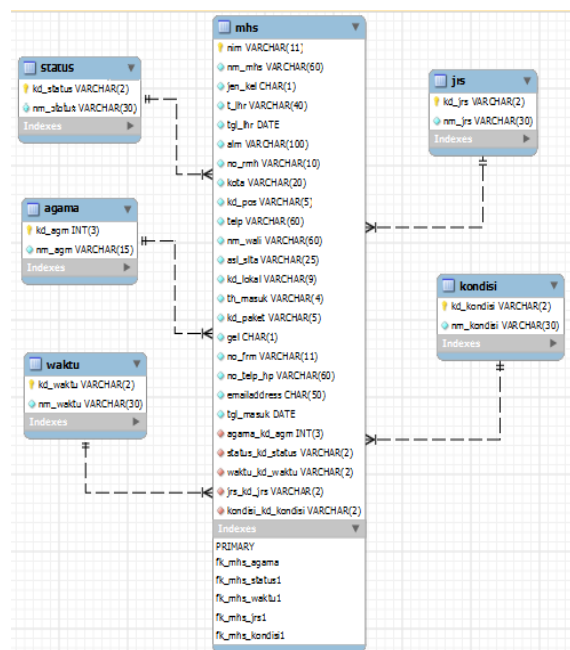 status
kd_status VARCHAR(2)
nm_status VARCHAR(30)
Indexes
agama
kd_agm INT(3)
nm_agm VARCHAR(15)
Indexes
waktu
kd_waktu VARCHAR(2)
nm_waktu VARCHAR(30)
Indexes
mhs
nim VARCHAR(11)
nm_mhs VARCHAR(60)
jen_kel CHAR(1)
t_lhr VARCHAR(40)
tgl_lhr DATE
alm VARCHAR(100)
no_rmh VARCHAR(10)
kota VARCHAR(20)
kd_pos VARCHAR(5)
telp VARCHAR(60)
nm_wali VARCHAR(60)
asl_slta VARCHAR(25)
kd_lokal VARCHAR(9)
th_masuk VARCHAR(4)
kd_paket VARCHAR(5)
gel CHAR(1)
no_frm VARCHAR(11)
no_telp_hp VARCHAR(60)
emailaddress CHAR(50)
tgl_masuk DATE
agama_kd_agm INT(3)
status_kd_status VARCHAR(2)
waktu_kd_waktu VARCHAR(2)
jrs_kd_jrs VARCHAR(2)
kondisi_kd_kondisi VARCHAR(2)
Indexes
PRIMARY
fk_mhs_agama
fk_mhs_status1
fk_mhs_waktu1
fk_mhs_jrs1
fk_mhs_kondisi1
jrs
kd_jrs VARCHAR(2)
nm_jrs VARCHAR(30)
Indexes
kondisi
kd_kondisi VARCHAR(2)
nm_kondisi VARCHAR(30)
Indexes